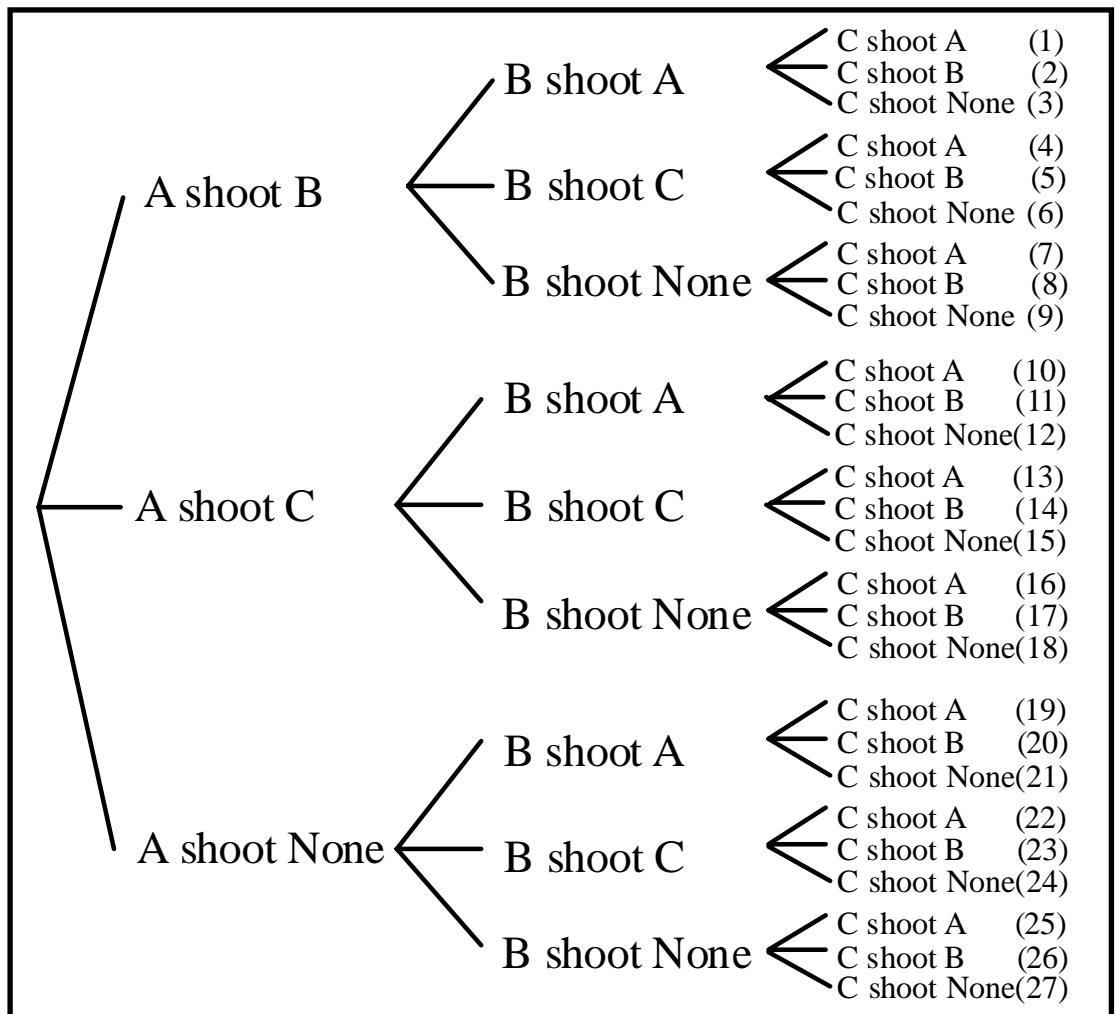 A shoot B
B shoot A
C shoot A (1)
C shoot B (2)
C shoot None (3)
B shoot C
C shoot A (4)
C shoot B (5)
C shoot None (6)
B shoot None
C shoot A (7)
C shoot B (8)
C shoot None (9)
A shoot C
B shoot A
C shoot A (10)
C shoot B (11)
C shoot None(12)
B shoot C
C shoot A (13)
C shoot B (14)
C shoot None(15)
B shoot None
C shoot A (16)
C shoot B (17)
C shoot None(18)
A shoot None
B shoot A
C shoot A (19)
C shoot B (20)
C shoot None(21)
B shoot C
C shoot A (22)
C shoot B (23)
C shoot None(24)
B shoot None
C shoot A (25)
C shoot B (26)
C shoot None(27)